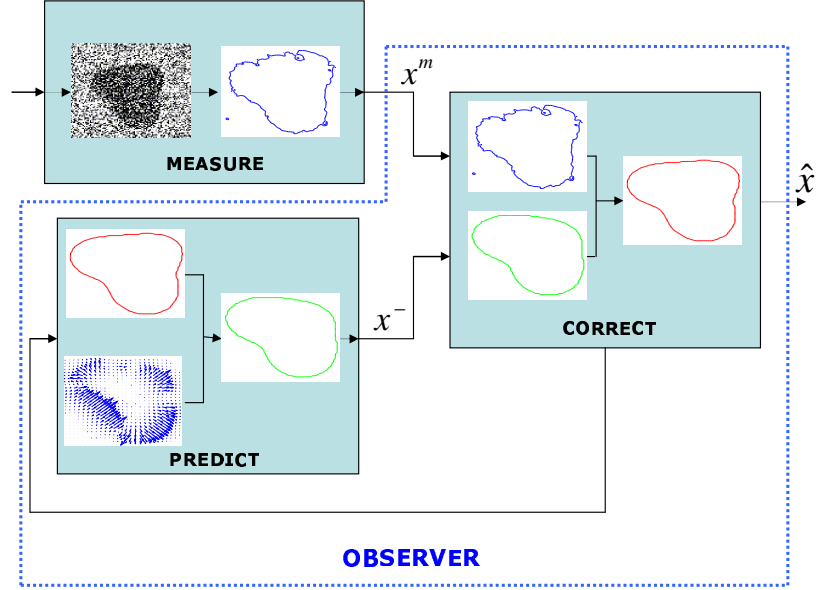 x^m
MEASURE
x̂
x^-
CORRECT
PREDICT
OBSERVER